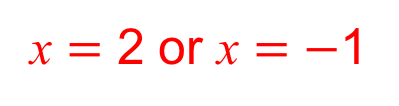 x = 2 or x = −1